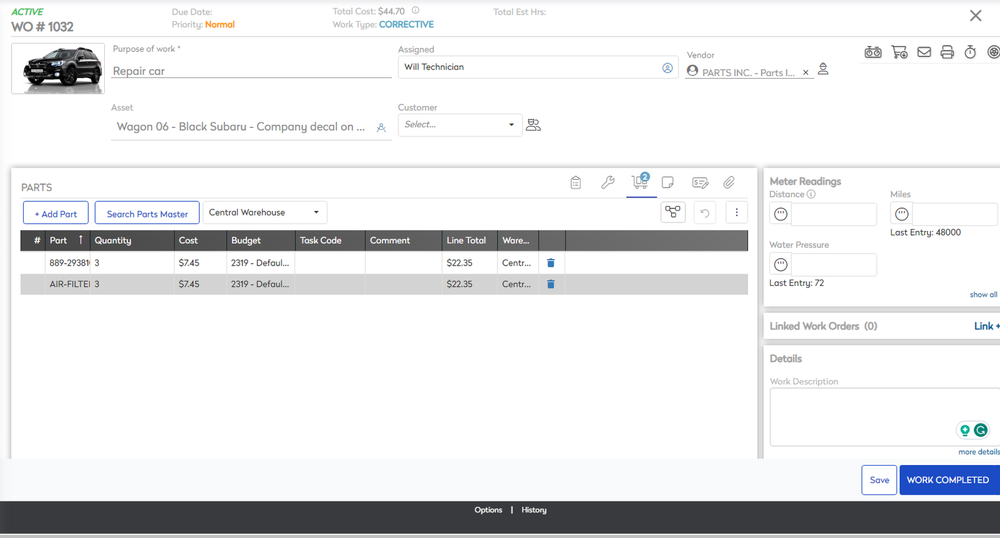 ACTIVE
WO # 1032
Due Date:
Priority: Normal
Total Cost: $44.70
Work Type: CORRECTIVE
Total Est Hrs:
Purpose of work *
Repair car
Assigned
Will Technician
Vendor
PARTS INC. - Parts I... ×
Asset
Wagon 06 - Black Subaru - Company decal on ...
Customer
Select...
PARTS
2
+ Add Part
Search Parts Master
Central Warehouse
# Part ↑ Quantity Cost Budget Task Code Comment Line Total Ware...
889-29381 3 $7.45 2319 - Defaul... $22.35 Centr...
AIR-FILTE 3 $7.45 2319 - Defaul... $22.35 Centr...
Meter Readings
Distance
Miles
Last Entry: 48000
Water Pressure
Last Entry: 72
show all
Linked Work Orders (0)
Link +
Details
Work Description
more details
Save
WORK COMPLETED
Options | History